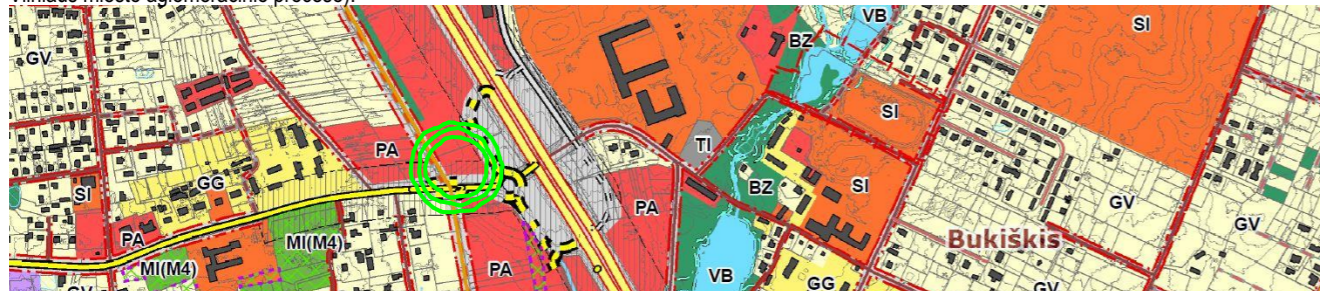 Vilniaus miesto aglomeracinio proceso).
VB
SI
GV
BZ
SI
TI
PA
GG
SI
BZ
SI
PA
GV
GV
PA
MI(M4)
Bukiškis
MI(M4)
PA
VB
GG
GV
GV